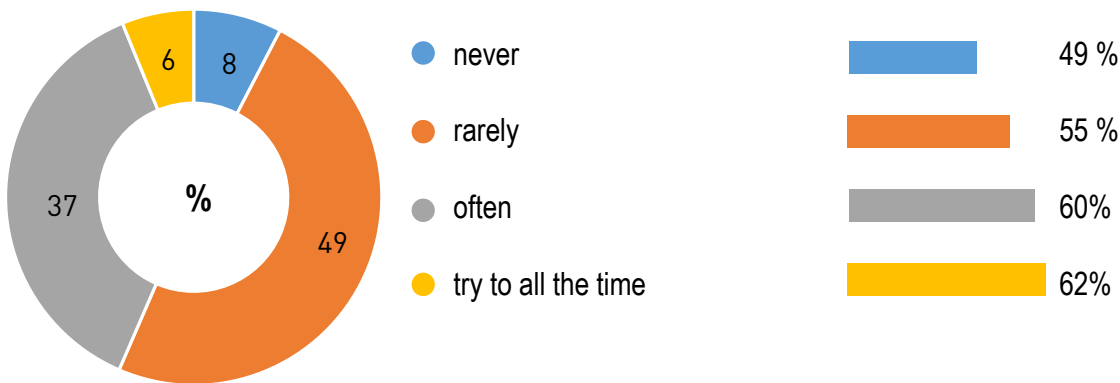 6
8
37
%
49
never
rarely
often
try to all the time
49 %
55 %
60%
62%